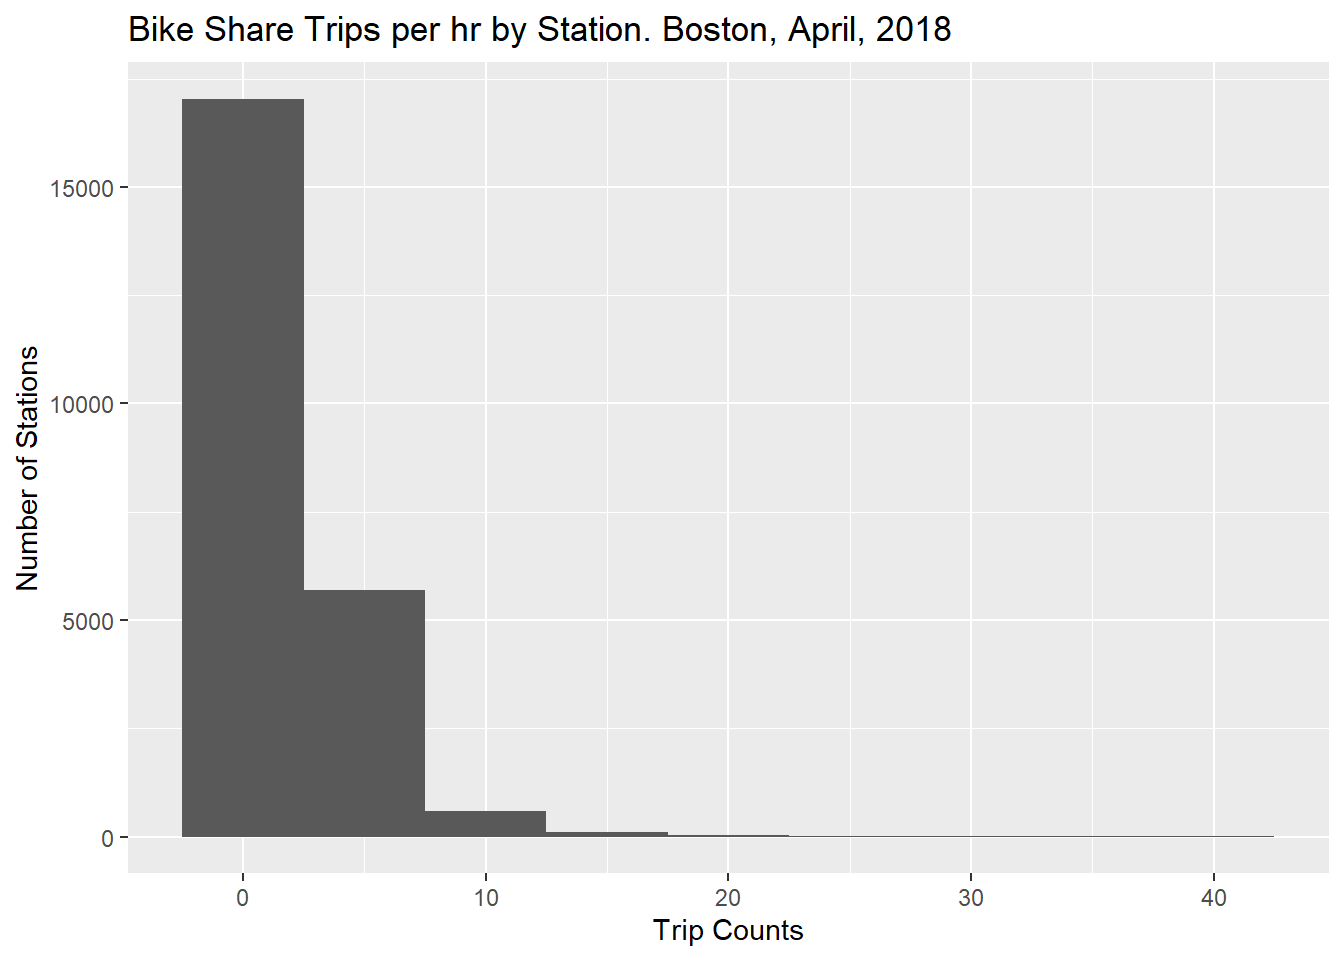 Bike Share Trips per hr by Station. Boston, April, 2018
Number of Stations
15000
10000
5000
0
0 10 20 30 40
Trip Counts